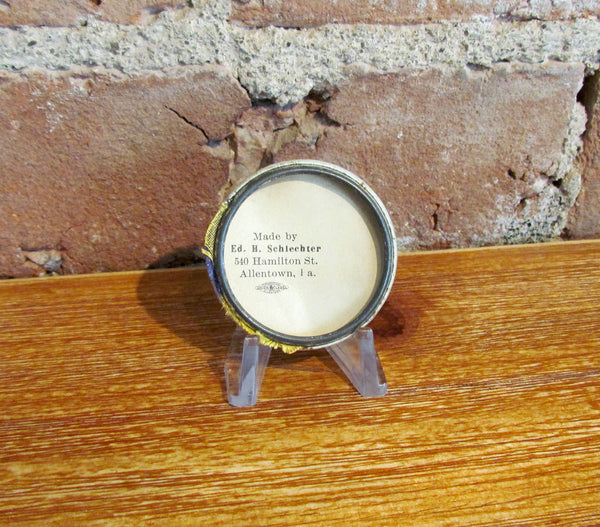 Made by
Ed. H. Schlechter
540 Hamilton St.
Allentown, Pa.